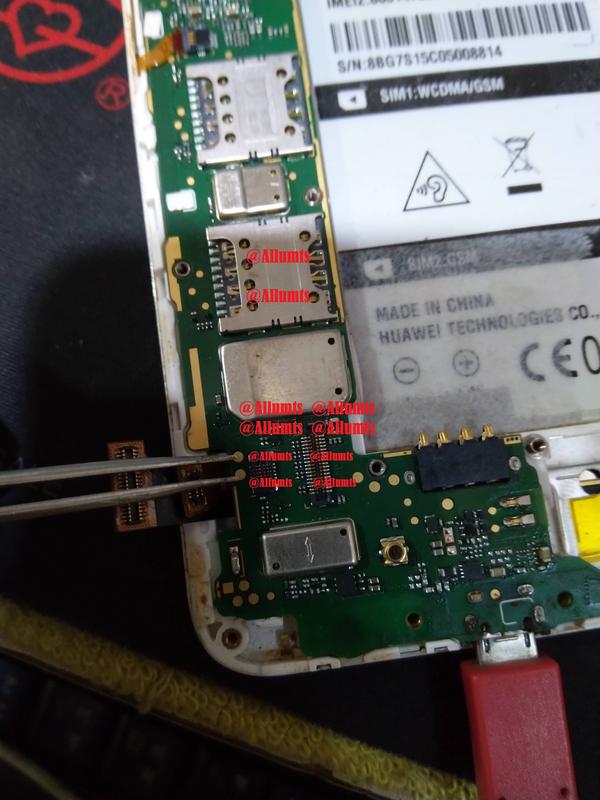 S/N:8BG7S15C05008814
SIM1:WCDMA/GSM
SIM2:GSM
MADE IN CHINA
HUAWEI TECHNOLOGIES CO.,
CE0
@Allumts
@Allumts
@Allumts @Allumts
@Allumts @Allumts
@Allumts @Allumts
@Allumts @Allumts
®